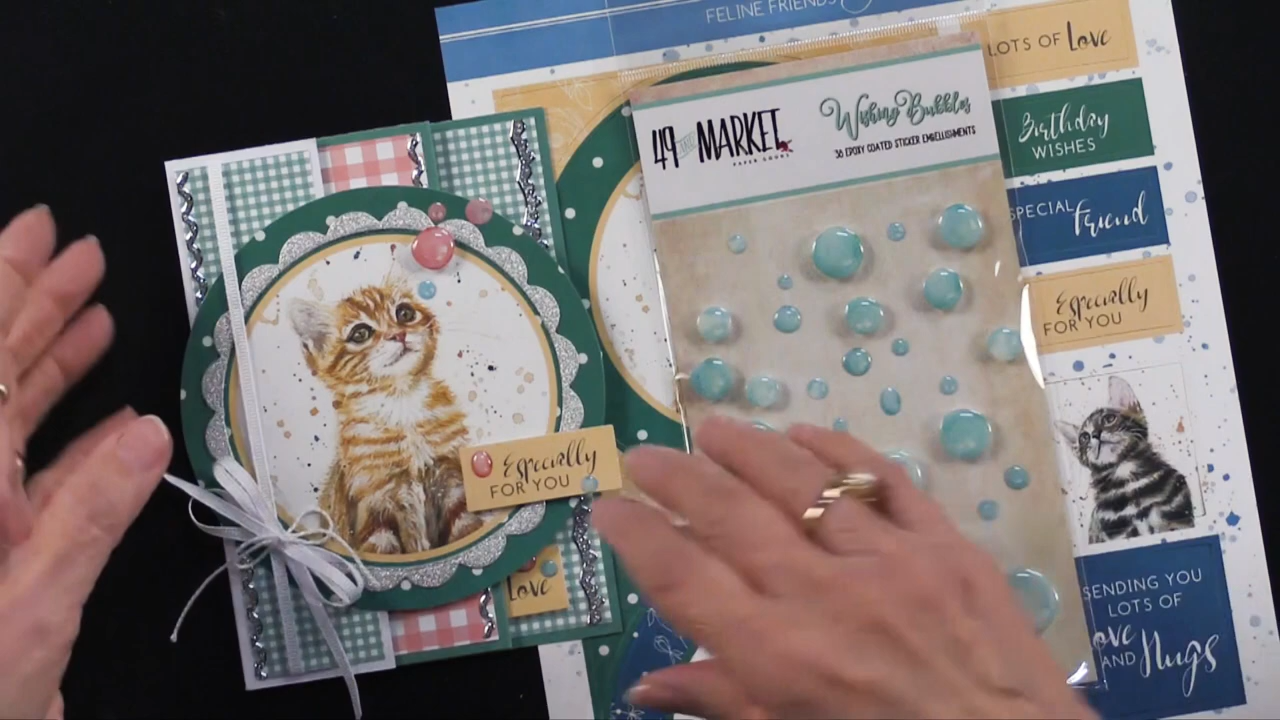 FELINE FRIENDS
LOTS OF Love
49 AND MARKET
PAPER GOODS
Wishing Bubbles
38 EPOXY COATED STICKER EMBELLISHMENTS
Birthday
WISHES
SPECIAL Friend
Especially
FOR YOU
Especially
FOR YOU
Love
SENDING YOU
LOTS OF
Love
AND Hugs